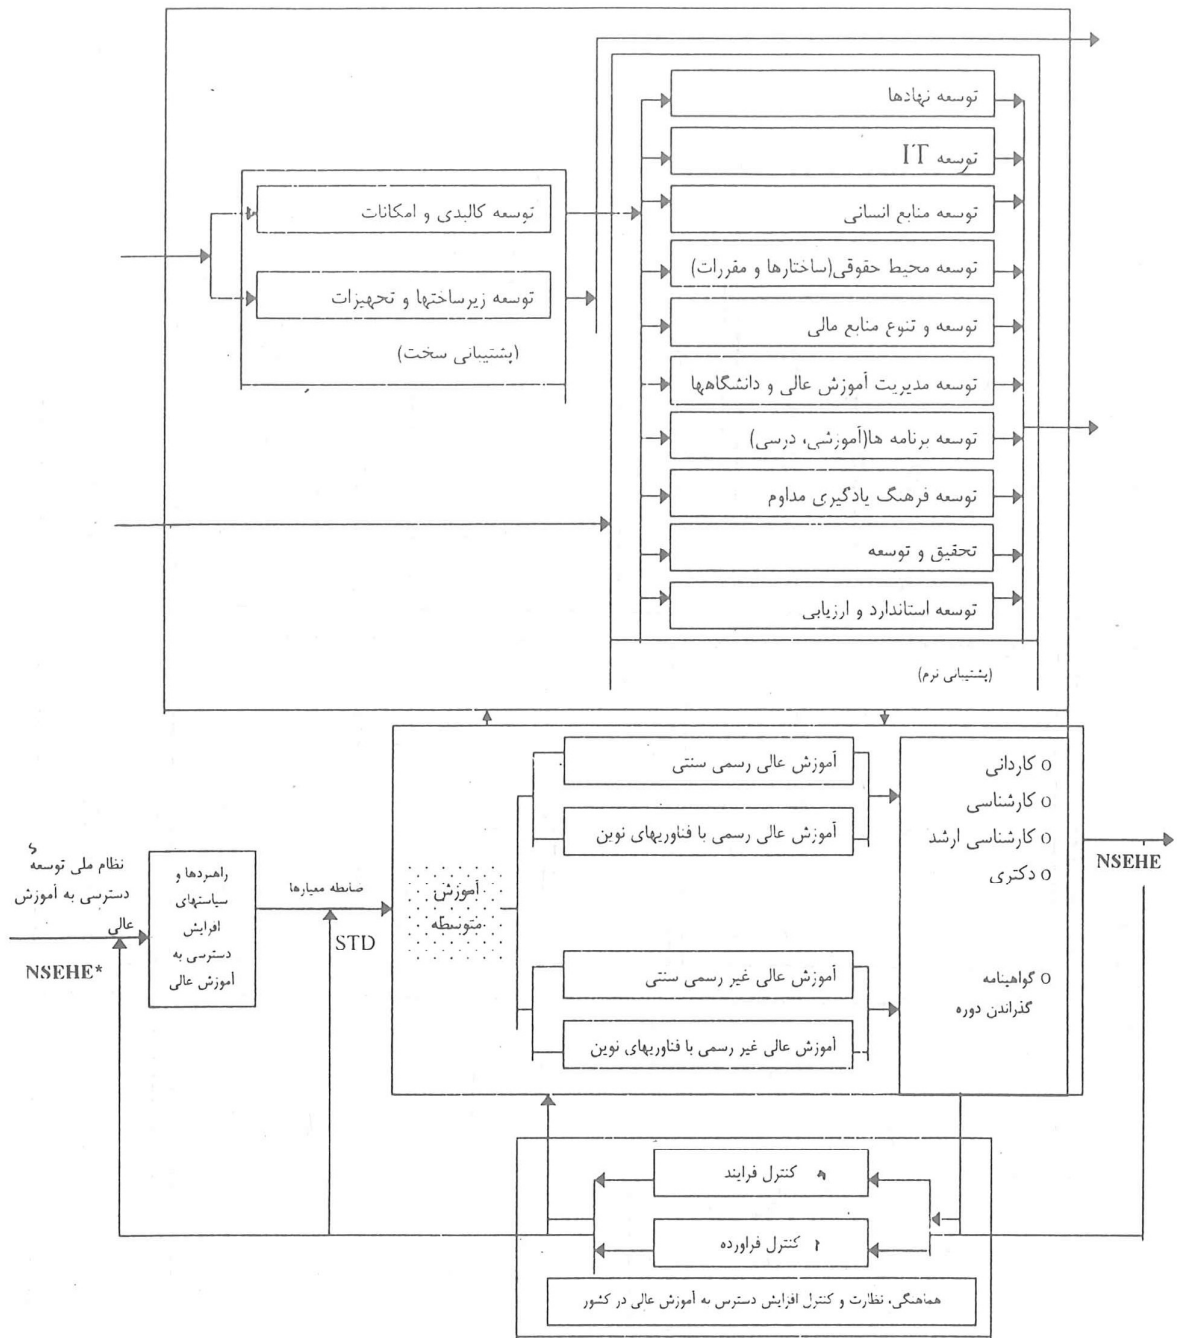 توسعه نهادها
توسعه IT
توسعه منابع انسانی
توسعه محیط حقوقی(ساختارها و مقررات)
توسعه و تنوع منابع مالی
توسعه مدیریت آموزش عالی و دانشگاهها
توسعه برنامه ها(آموزشی، درسی)
توسعه فرهنگ یادگیری مداوم
تحقیق و توسعه
توسعه استاندارد و ارزیابی
(پشتیبانی نرم)
توسعه کالبدی و امکانات
توسعه زیرساختها و تجهیزات
(پشتیبانی سخت)
نظام ملی توسعه
دسترسی به آموزش
عالی
NSEHE*
راهبردها و
سیاستهای
افزایش
دسترسی به
آموزش عالی
ضابطه معیارها
STD
آموزش
متوسطه
آموزش عالی رسمی سنتی
آموزش عالی رسمی با فناوریهای نوین
آموزش عالی غیر رسمی سنتی
آموزش عالی غیر رسمی با فناوریهای نوین
o کاردانی
o کارشناسی
o کارشناسی ارشد
o دکتری
o گواهینامه
گذراندن دوره
NSEHE
کنترل فرایند
کنترل فراورده
هماهنگی، نظارت و کنترل افزایش دسترس به آموزش عالی در کشور